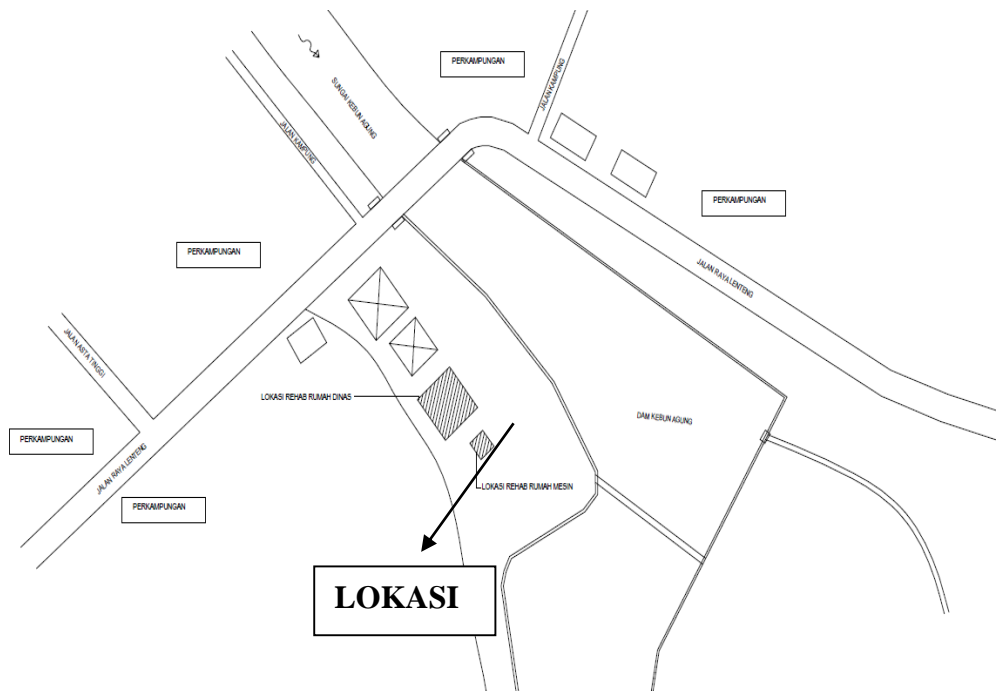 PERKAMPUNGAN
JALAN KAMPUNG
SUNGAI KEBUN AGUNG
JALAN KAMPUNG
PERKAMPUNGAN
PERKAMPUNGAN
JALAN RAYA LENTENG
JALAN ASTA TINGGI
LOKASI REHAB RUMAH DINAS
DAM KEBUN AGUNG
PERKAMPUNGAN
JALAN RAYA LENTENG
LOKASI REHAB RUMAH MESIN
PERKAMPUNGAN
LOKASI